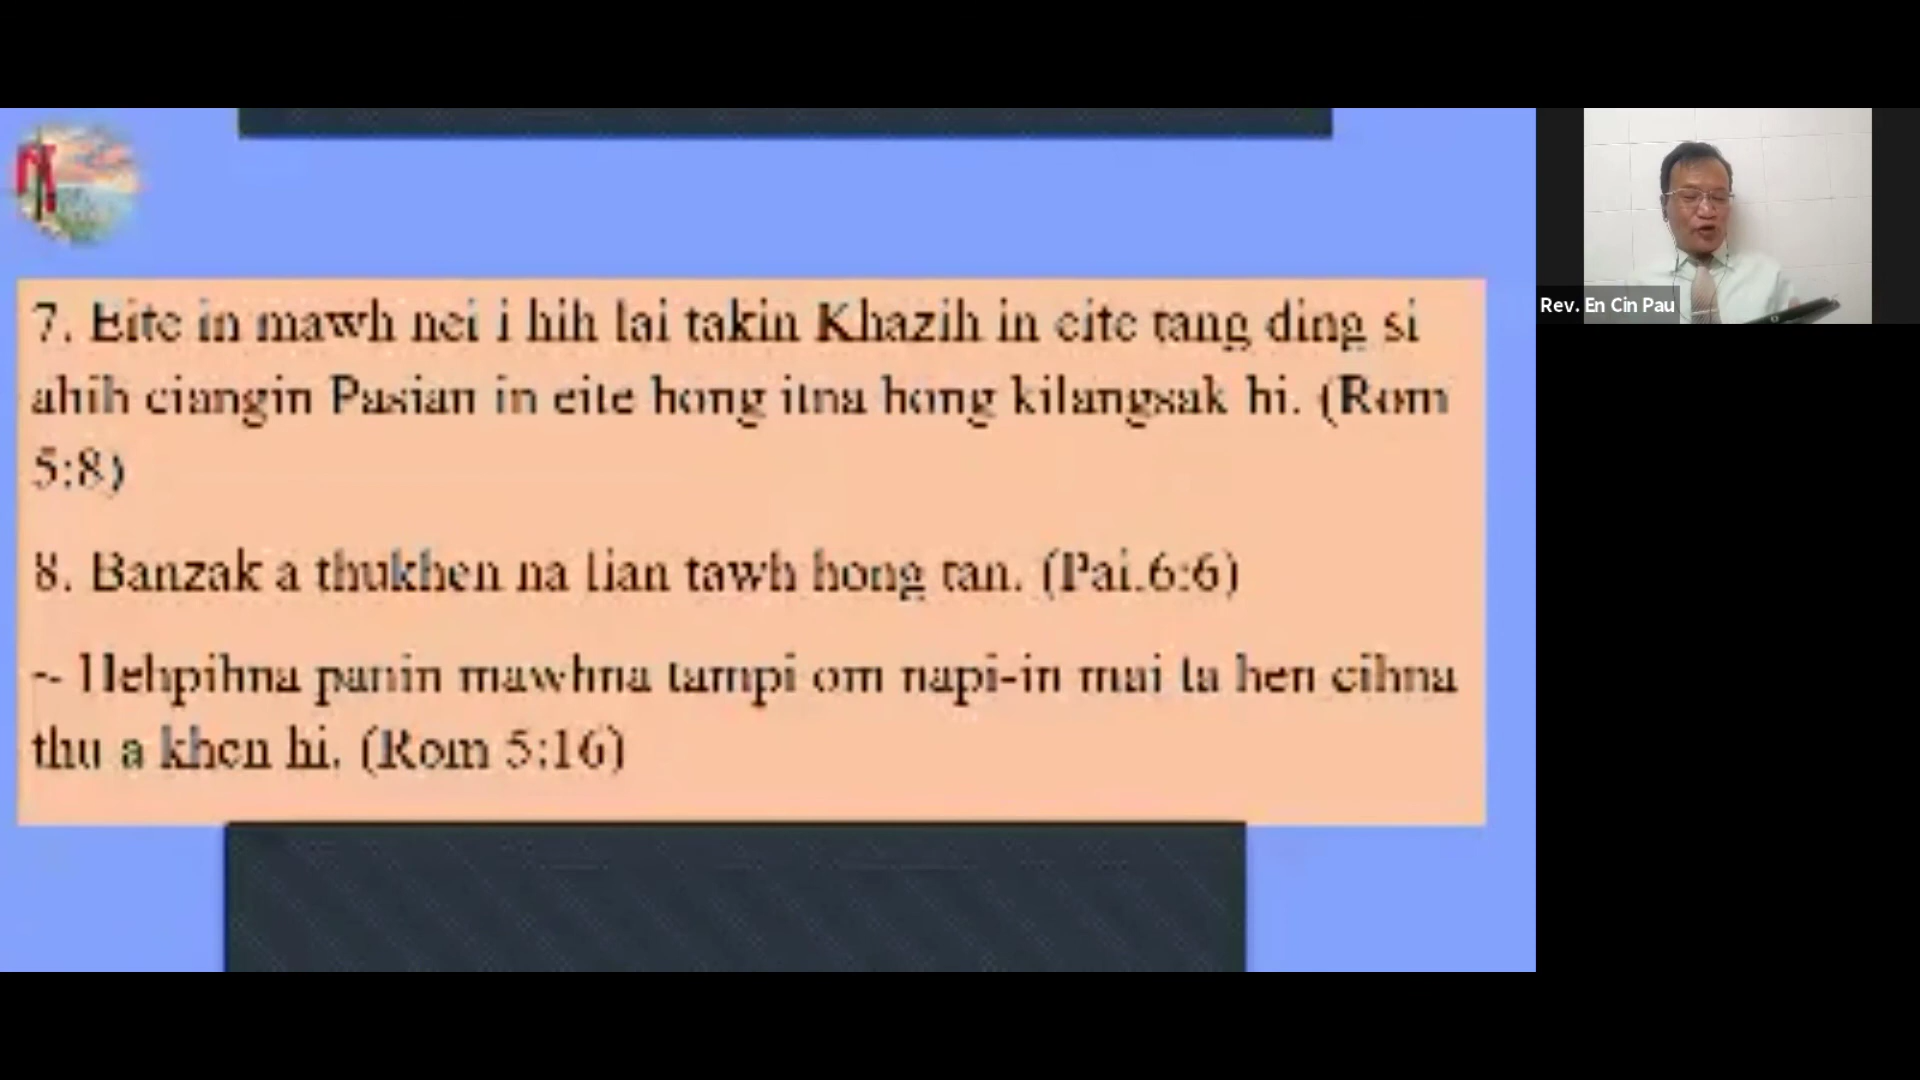 7. Eite in mawh nei i hih lai takin Khazih in eite tang ding si
ahih ciangin Pasian in eite hong itna hong kilangsak hi. (Rom
5:8)
8. Banzak a thukhen na lian tawh hong tan. (Pai.6:6)
-- Hehpihna panin mawhna tampi om napi-in mai ta hen cihna
thu a khen hi. (Rom 5:16)
Rev. En Cin Pau